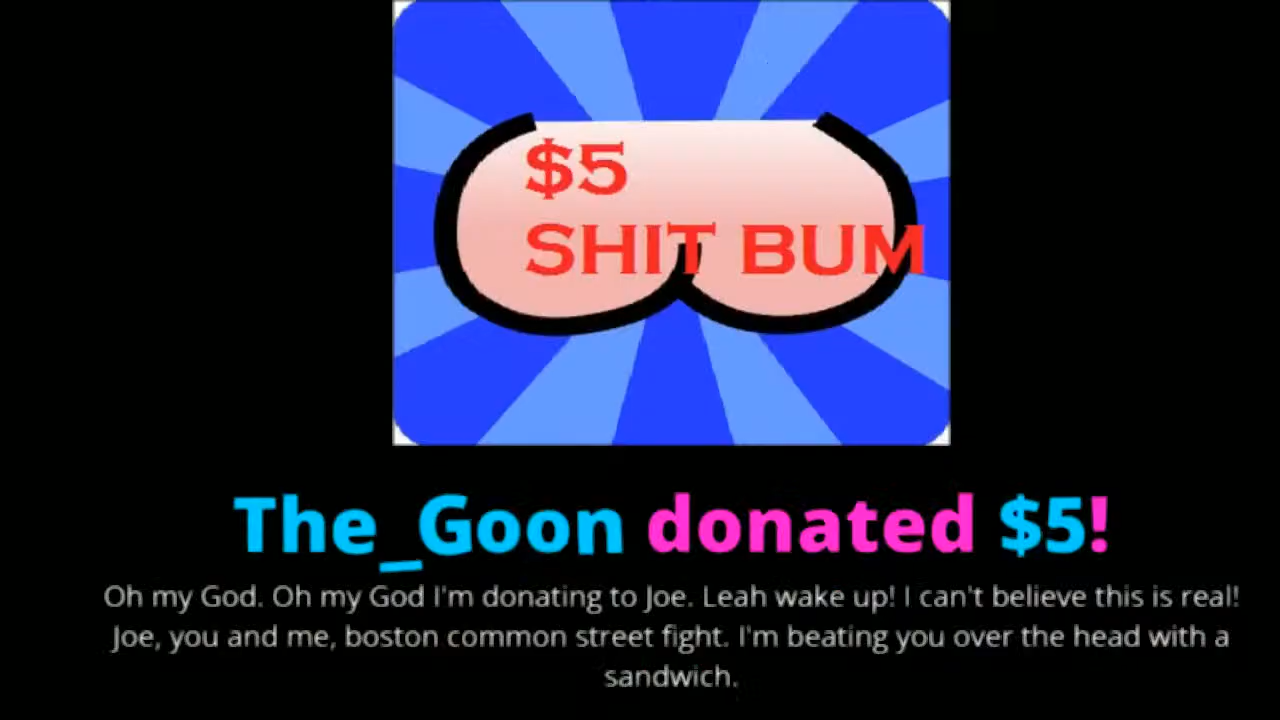 $5
SHIT BUM
The_Goon donated $5!
Oh my God. Oh my God I'm donating to Joe. Leah wake up! I can't believe this is real!
Joe, you and me, boston common street fight. I'm beating you over the head with a
sandwich.